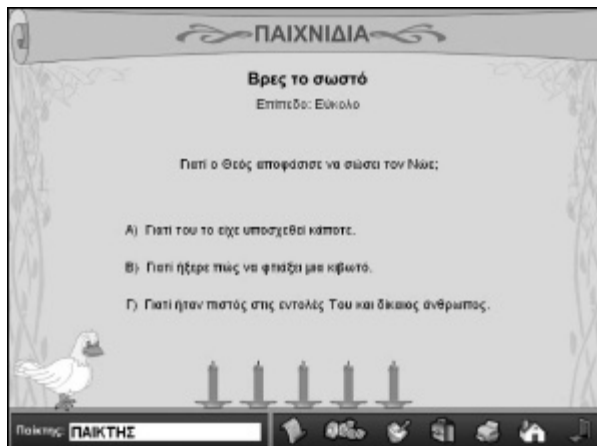 ΠΑΙΧΝΙΔΙΑ
Βρες το σωστό
Επίπεδο: Εύκολο
Γιατί ο Θεός αποφάσισε να σώσει τον Νώε;
Α) Γιατί του το είχε υποσχεθεί κάποτε.
Β) Γιατί ήξερε πώς να φτιάξει μια κιβωτό.
Γ) Γιατί ήταν πιστός στις εντολές Του και δίκαιος άνθρωπος.
Παίκτης: ΠΑΙΚΤΗΣ